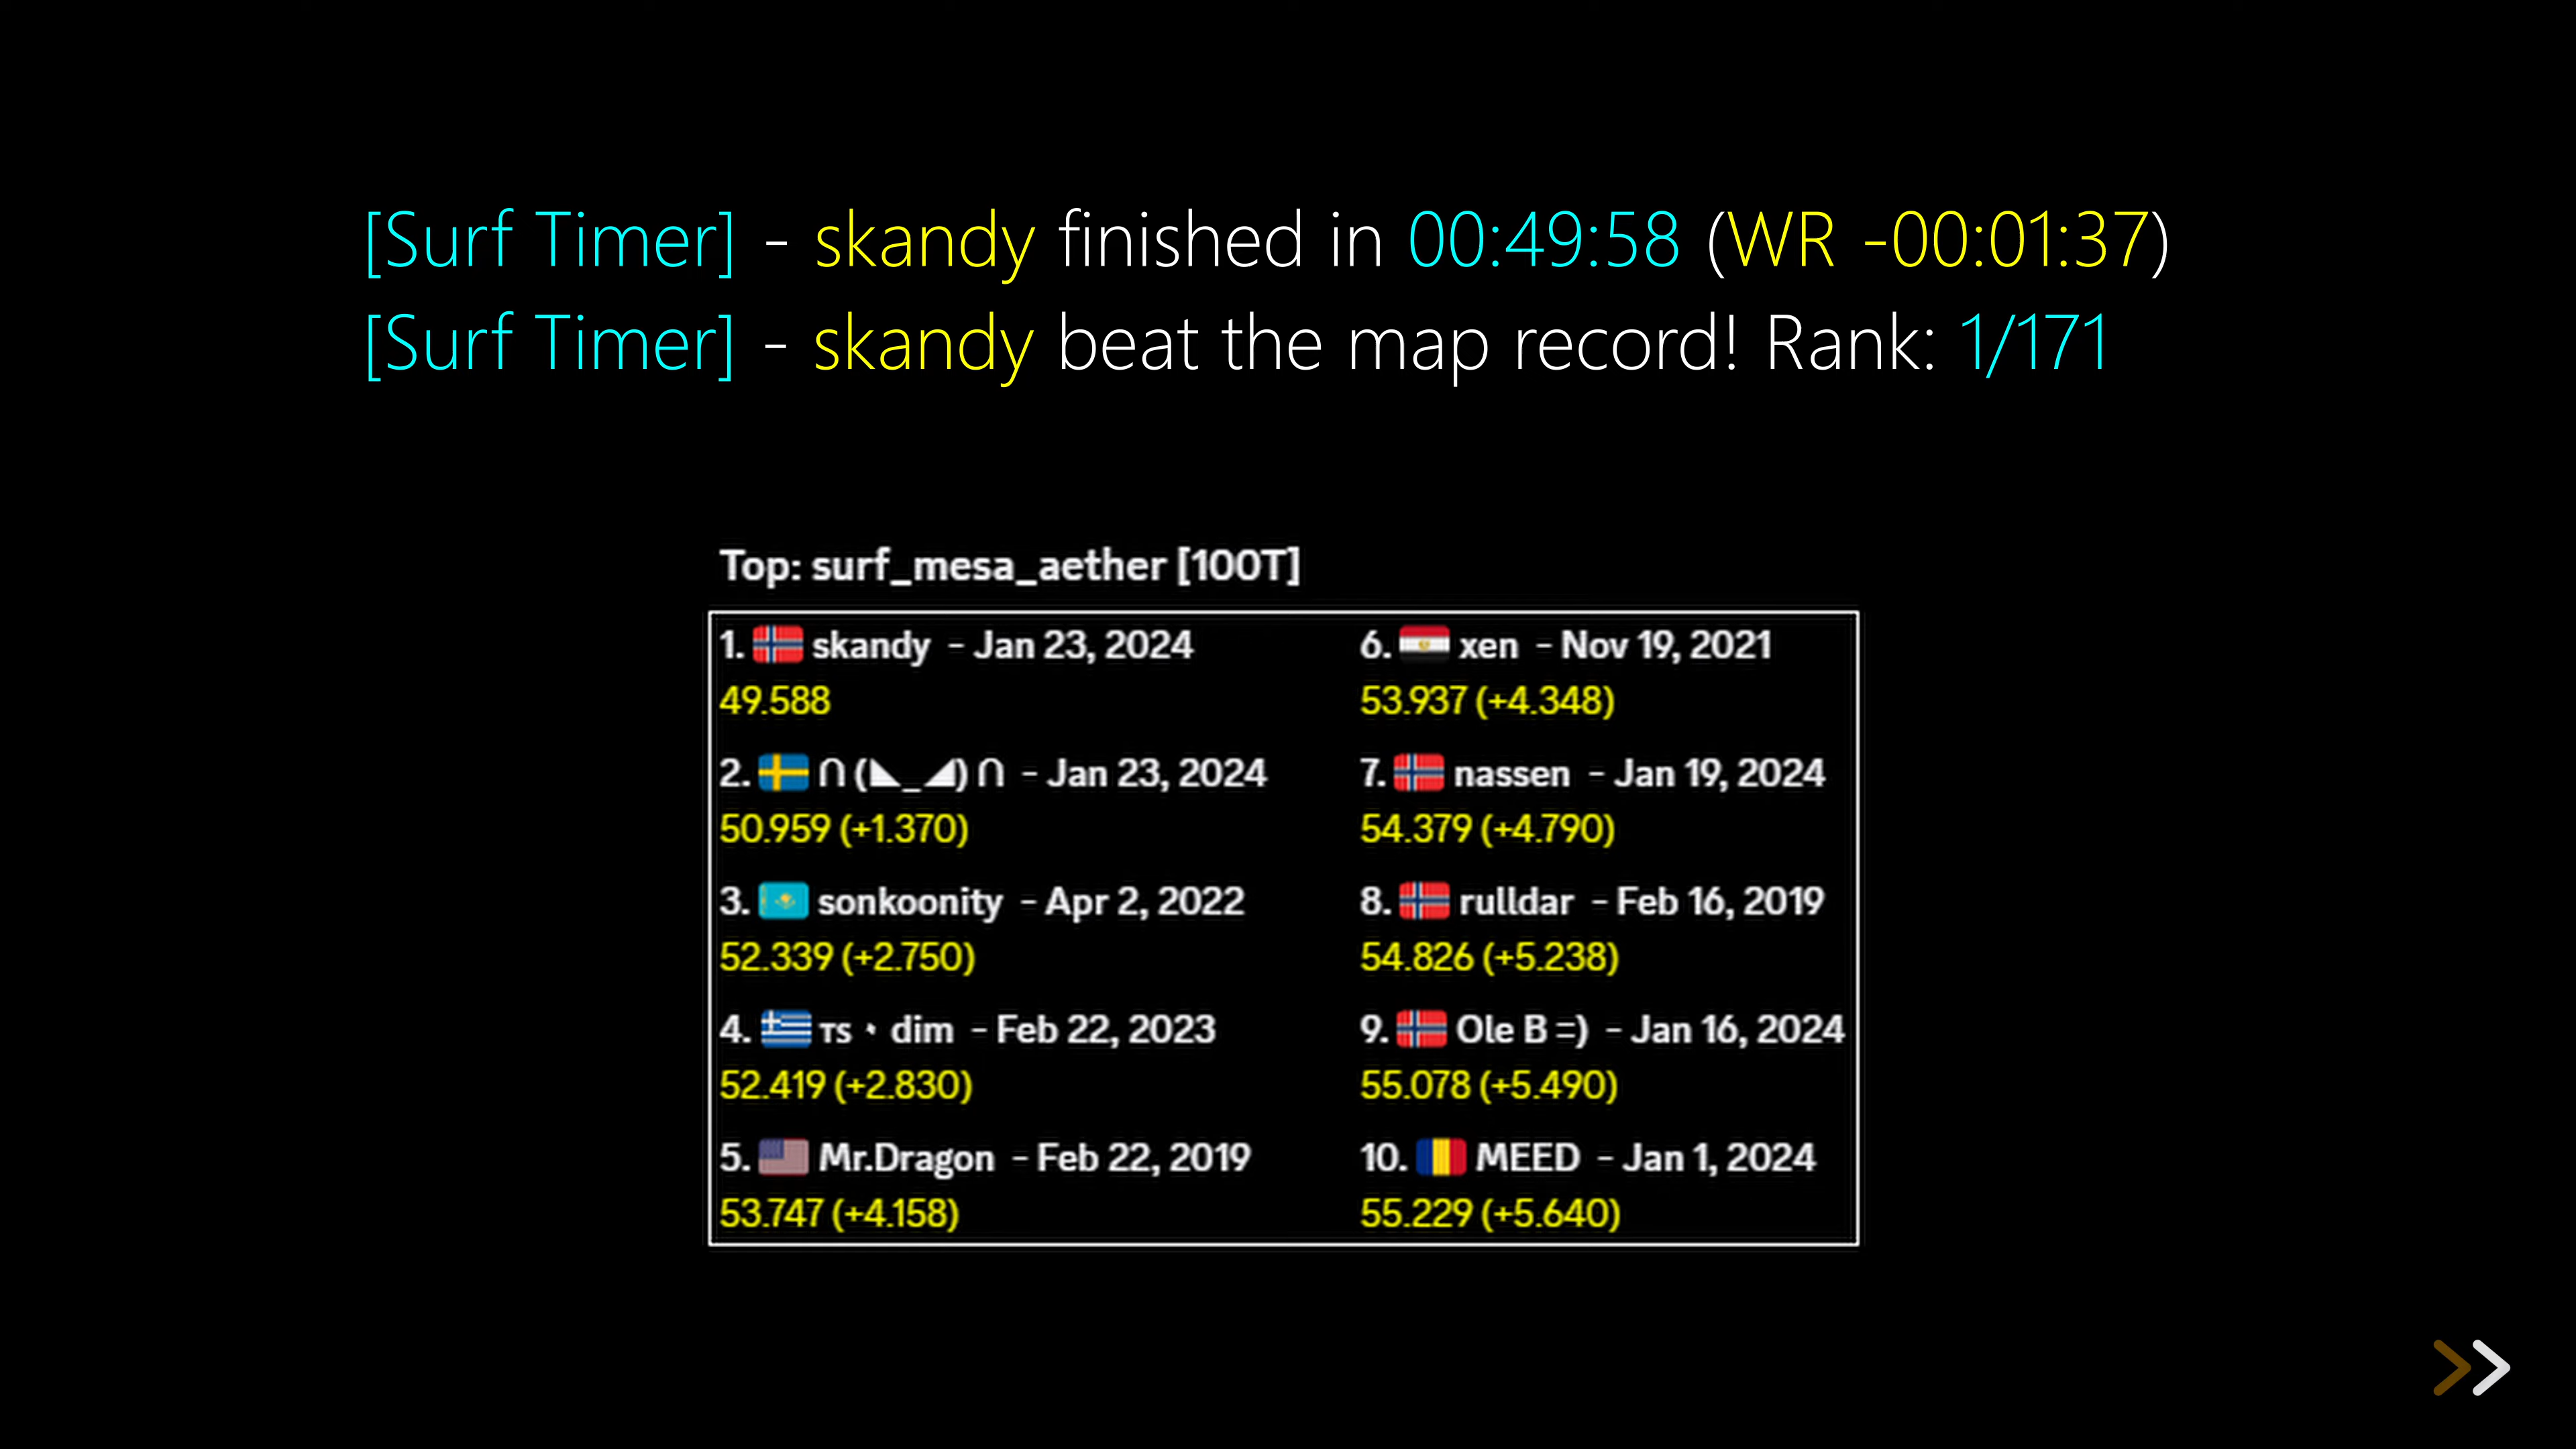 [Surf Timer] - skandy finished in 00:49:58 (WR -00:01:37)
[Surf Timer] - skandy beat the map record! Rank: 1/171
Top: surf_mesa_aether [100T]
1. skandy - Jan 23, 2024
49.588
2. ᑎ (◣_◢) ᑎ - Jan 23, 2024
50.959 (+1.370)
3. sonkoonity - Apr 2, 2022
52.339 (+2.750)
4. ᴛs ༌ dim - Feb 22, 2023
52.419 (+2.830)
5. Mr.Dragon - Feb 22, 2019
53.747 (+4.158)
6. xen - Nov 19, 2021
53.937 (+4.348)
7. nassen - Jan 19, 2024
54.379 (+4.790)
8. rulldar - Feb 16, 2019
54.826 (+5.238)
9. Ole B =) - Jan 16, 2024
55.078 (+5.490)
10. MEED - Jan 1, 2024
55.229 (+5.640)